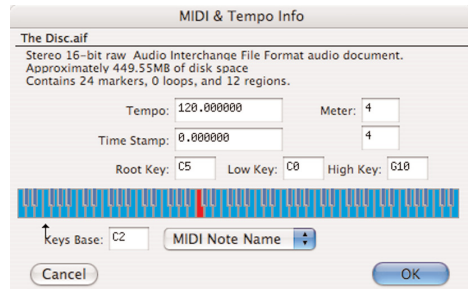 MIDI & Tempo Info
The Disc.aif
Stereo 16-bit raw Audio Interchange File Format audio document.
Approximately 449.55MB of disk space
Contains 24 markers, 0 loops, and 12 regions.
Tempo: 120.000000 Meter: 4
Time Stamp: 0.000000 4
Root Key: C5 Low Key: C0 High Key: G10
Keys Base: C2 MIDI Note Name
Cancel OK